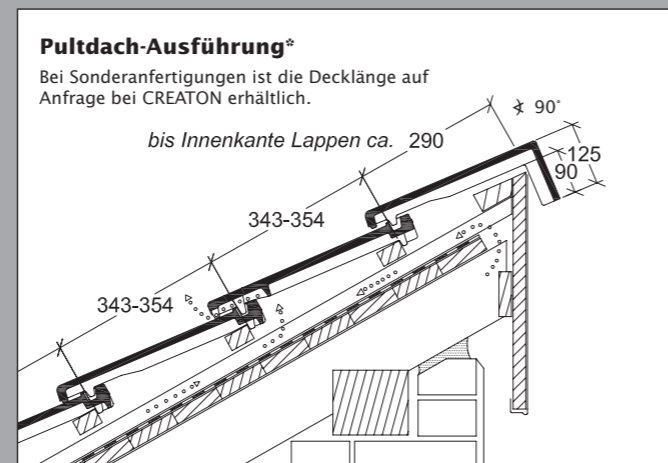 Pultdach-Ausführung*
Bei Sonderanfertigungen ist die Decklänge auf
Anfrage bei CREATON erhältlich.
∢ 90°
bis Innenkante Lappen ca. 290
125
90
343-354
343-354